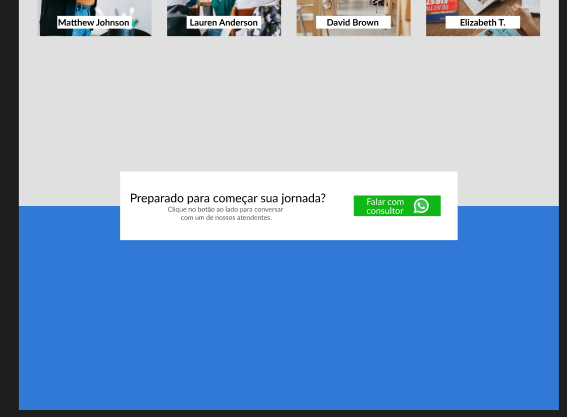 Matthew Johnson
Lauren Anderson
David Brown
Elizabeth T.
Preparado para começar sua jornada?
Clique no botão ao lado para conversar
com um de nossos atendentes.
Falar com
consultor